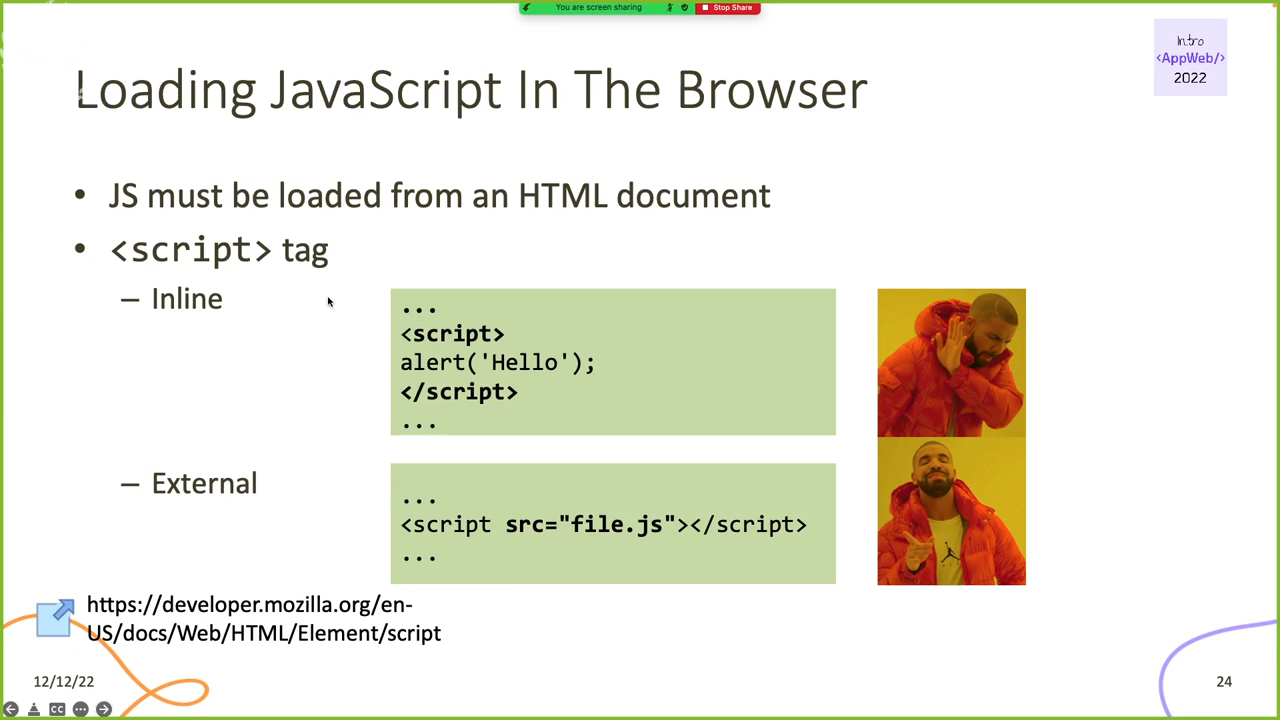 You are screen sharing
Stop Share
Intro
<AppWeb/>
2022
Loading JavaScript In The Browser
• JS must be loaded from an HTML document
• <script> tag
– Inline
...
<script>
alert('Hello');
</script>
...
– External
...
<script src="file.js"></script>
...
https://developer.mozilla.org/en-
US/docs/Web/HTML/Element/script
12/12/22
24
CC